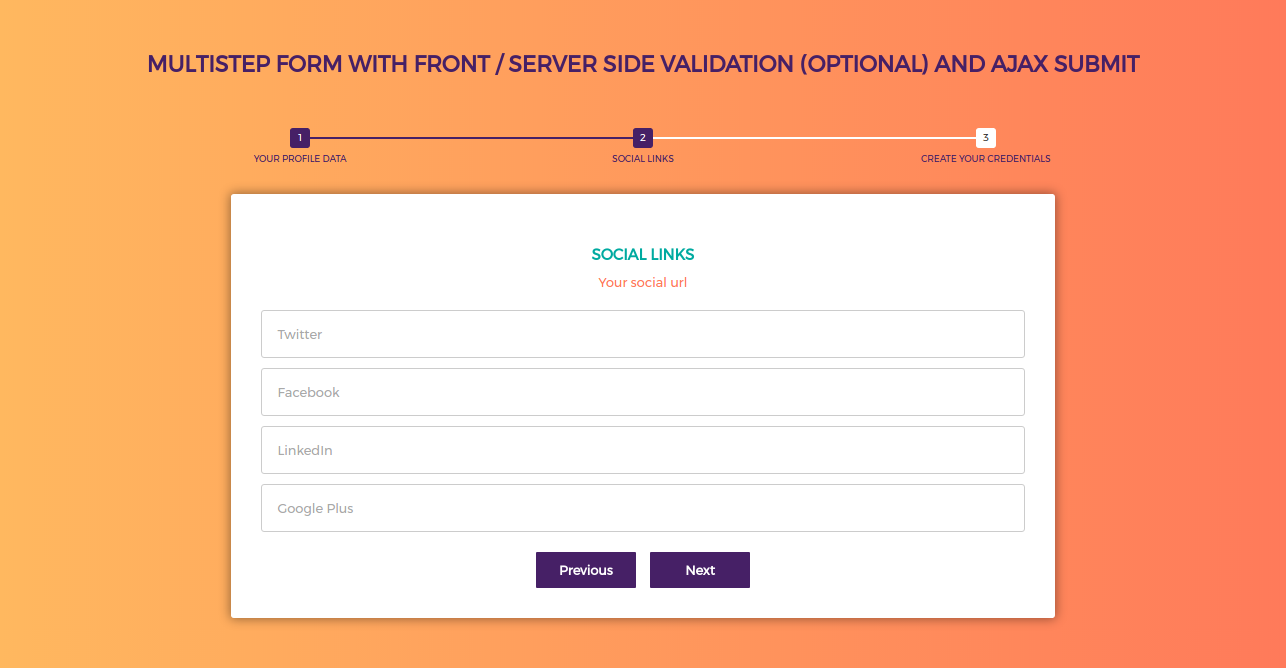 MULTISTEP FORM WITH FRONT / SERVER SIDE VALIDATION (OPTIONAL) AND AJAX SUBMIT
1 2 3
YOUR PROFILE DATA SOCIAL LINKS CREATE YOUR CREDENTIALS
SOCIAL LINKS
Your social url
Twitter
Facebook
LinkedIn
Google Plus
Previous Next